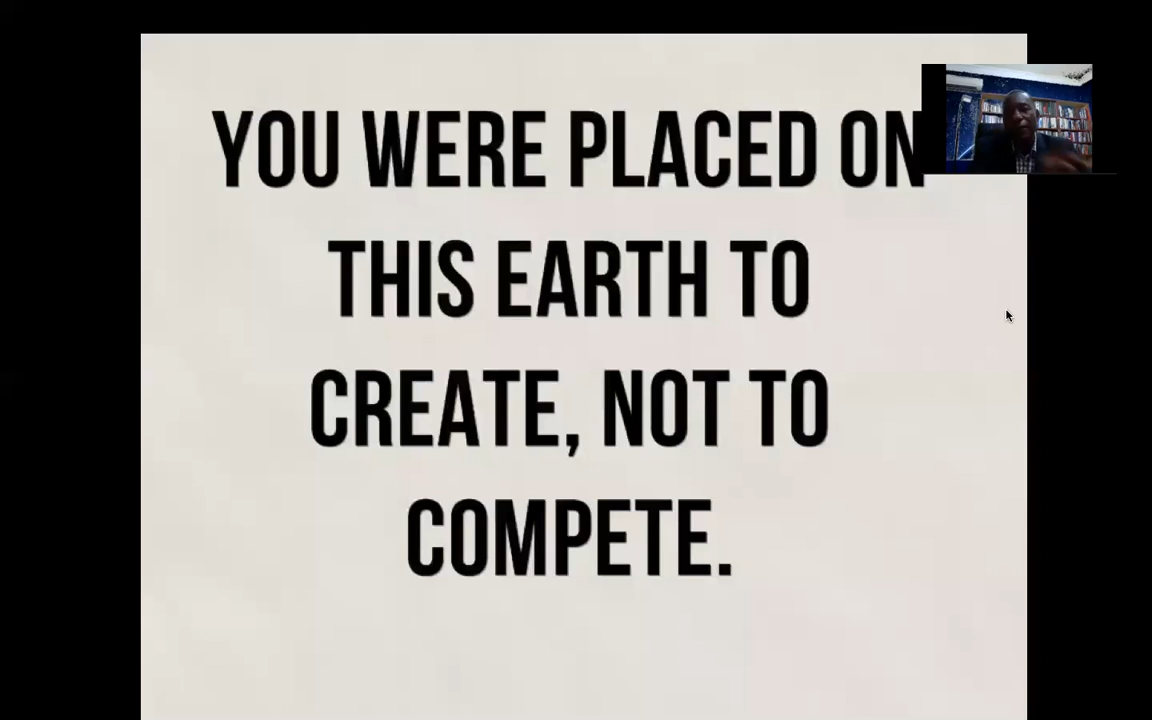 YOU WERE PLACED ON
THIS EARTH TO
CREATE, NOT TO
COMPETE.